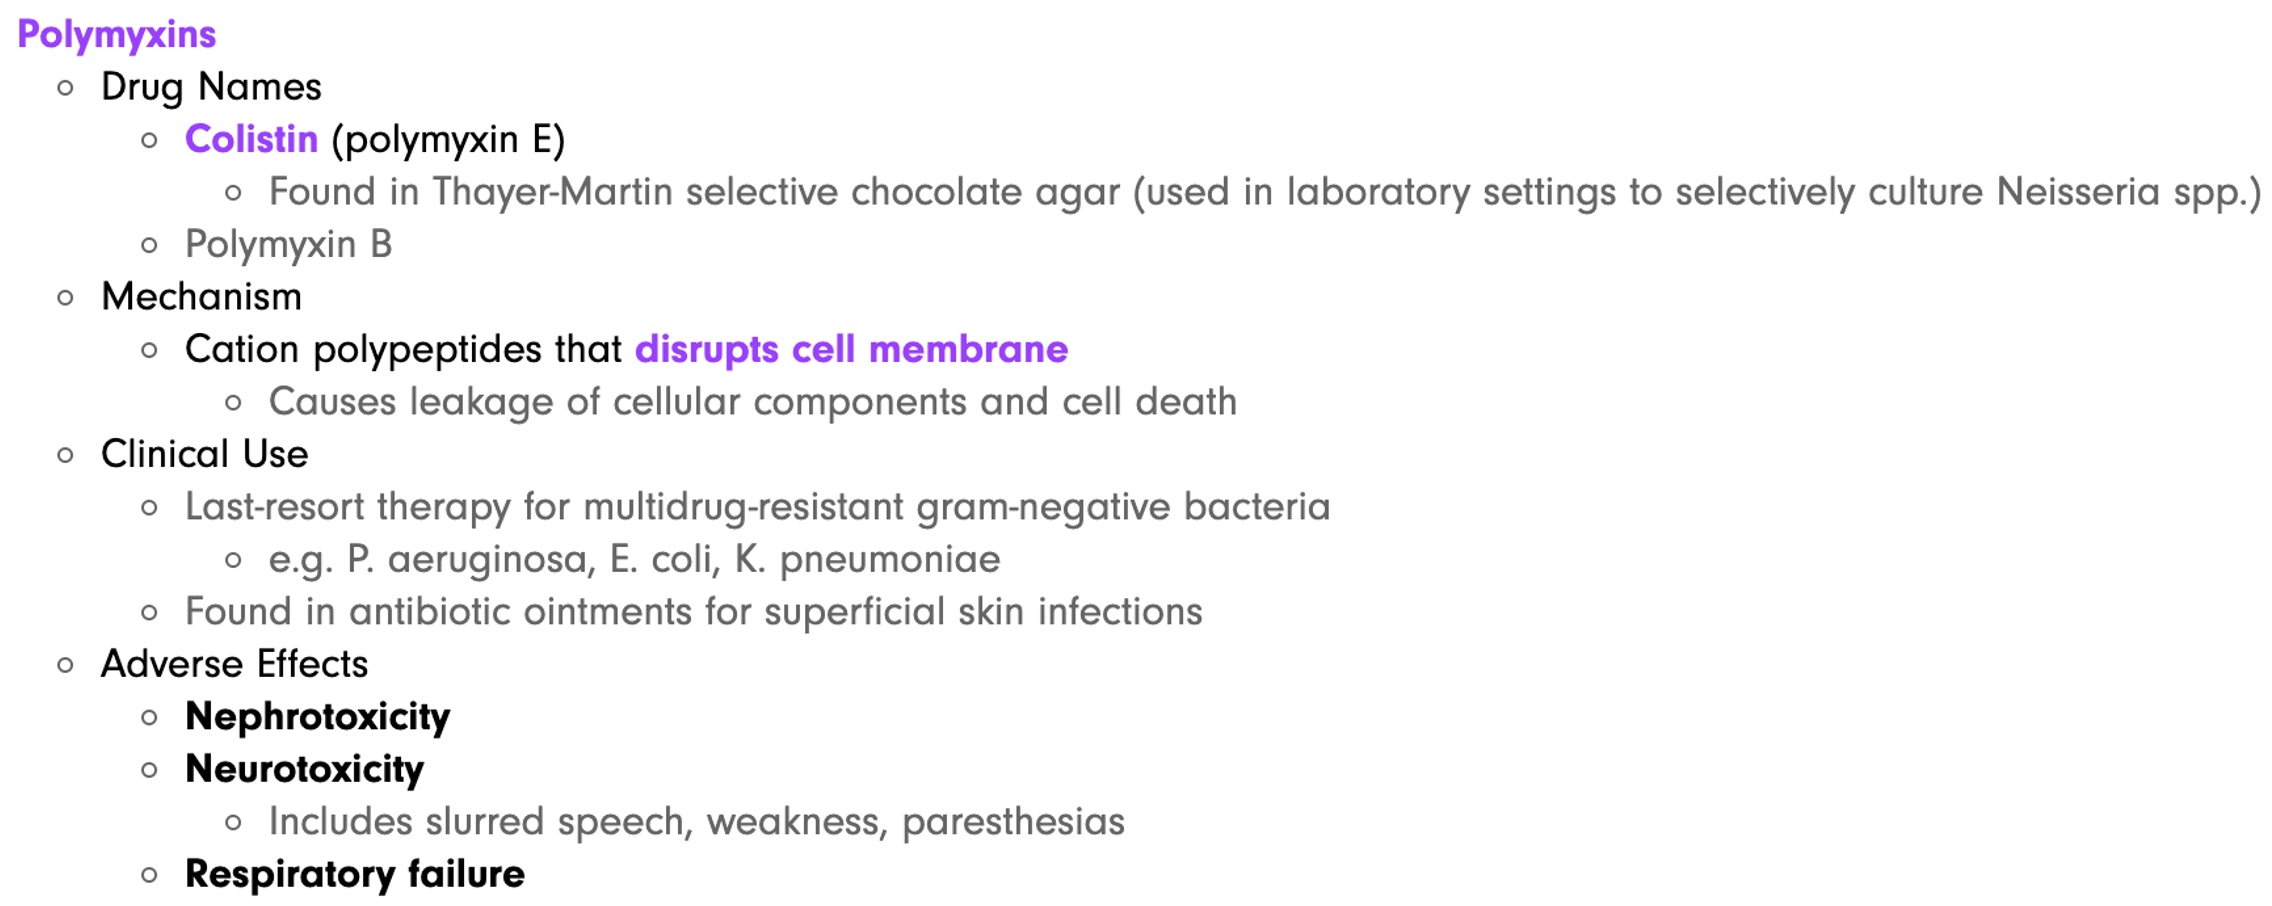 Polymyxins
Drug Names
Colistin (polymyxin E)
Found in Thayer-Martin selective chocolate agar (used in laboratory settings to selectively culture Neisseria spp.)
Polymyxin B
Mechanism
Cation polypeptides that disrupts cell membrane
Causes leakage of cellular components and cell death
Clinical Use
Last-resort therapy for multidrug-resistant gram-negative bacteria
e.g. P. aeruginosa, E. coli, K. pneumoniae
Found in antibiotic ointments for superficial skin infections
Adverse Effects
Nephrotoxicity
Neurotoxicity
Includes slurred speech, weakness, paresthesias
Respiratory failure